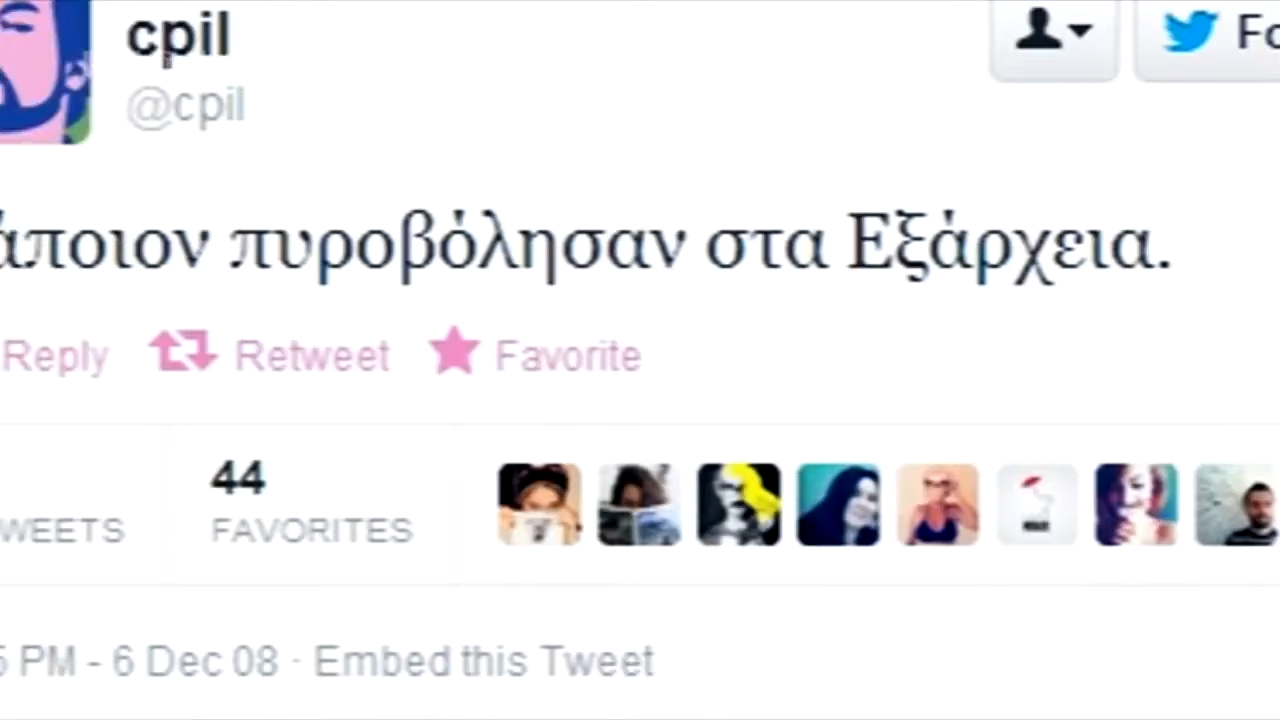 cpil
@cpil
άποιον πυροβόλησαν στα Εξάρχεια.
Reply Retweet Favorite
44
WEETS FAVORITES
5 PM - 6 Dec 08 · Embed this Tweet